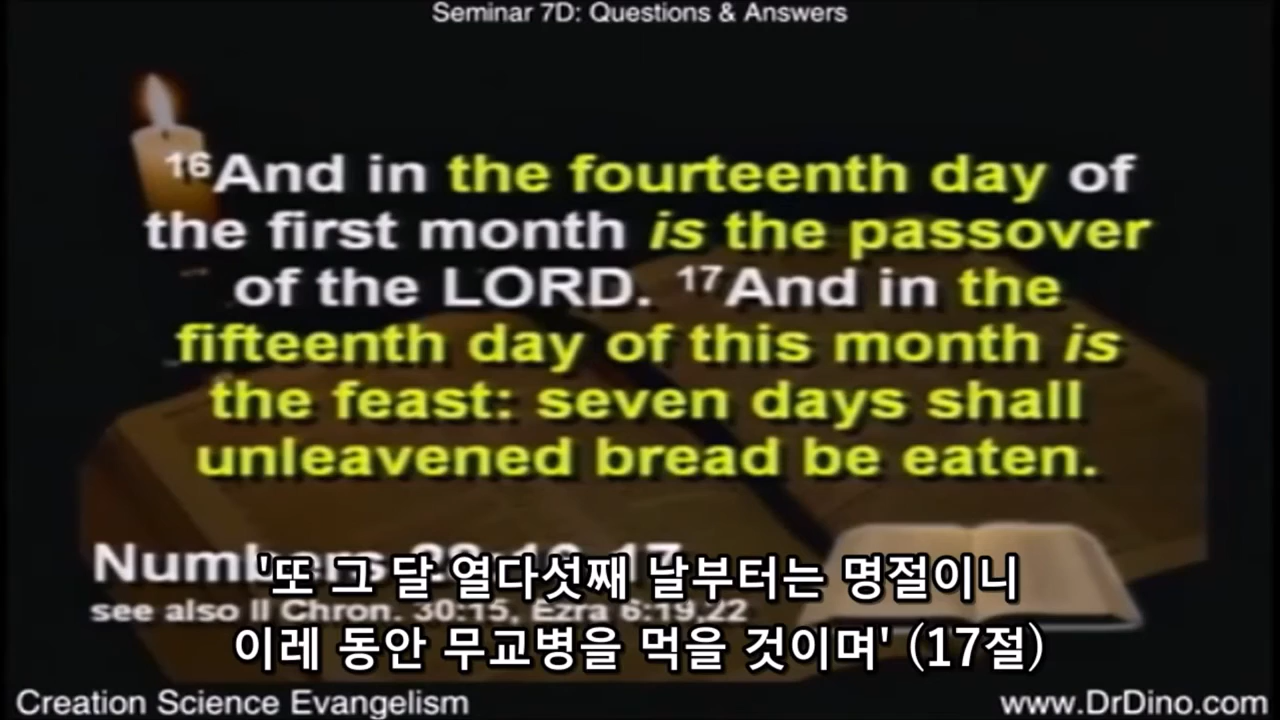 Seminar 7D: Questions & Answers
16And in the fourteenth day of
the first month is the passover
of the LORD. 17And in the
fifteenth day of this month is
the feast: seven days shall
unleavened bread be eaten.
Numbers 28:16-17
'또 그 달 열다섯째 날부터는 명절이니
see also II Chron. 30:15, Ezra 6:19,22
이레 동안 무교병을 먹을 것이며' (17절)
Creation Science Evangelism
www.DrDino.com